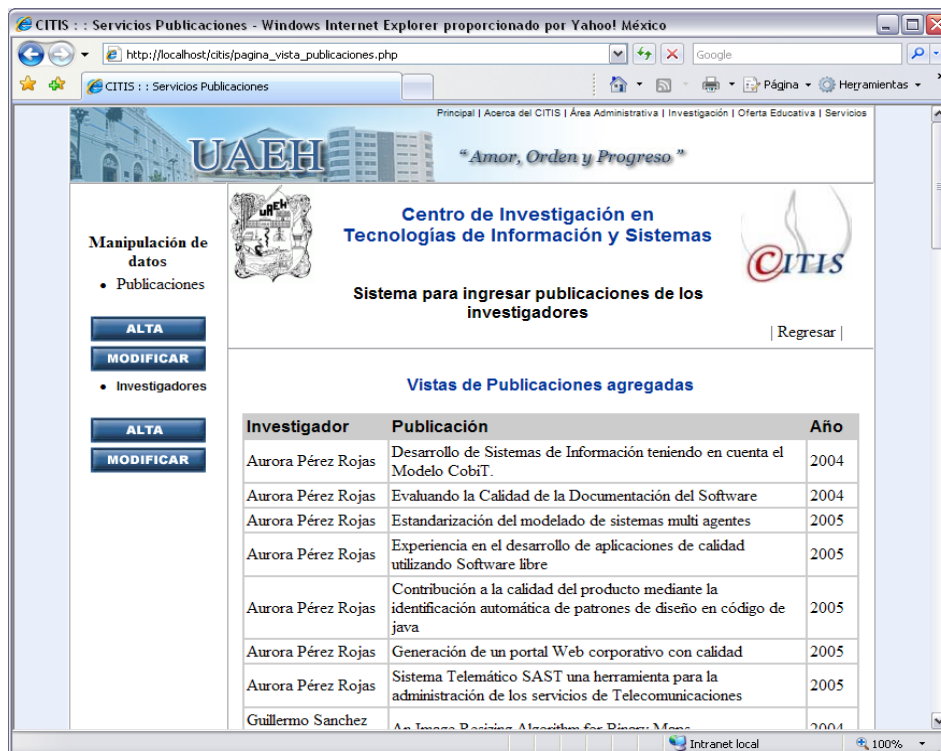 CITIS : : Servicios Publicaciones - Windows Internet Explorer proporcionado por Yahoo! México
http://localhost/citis/pagina_vista_publicaciones.php
Google
CITIS : : Servicios Publicaciones
Página
Herramientas
Principal | Acerca del CITIS | Área Administrativa | Investigación | Oferta Educativa | Servicios
UAEH
“ Amor, Orden y Progreso ”
Manipulación de
datos
• Publicaciones
ALTA
MODIFICAR
• Investigadores
ALTA
MODIFICAR
UAEH
Centro de Investigación en
Tecnologías de Información y Sistemas
CITIS
Sistema para ingresar publicaciones de los
investigadores
| Regresar |
Vistas de Publicaciones agregadas
Investigador Publicación Año
Aurora Pérez Rojas Desarrollo de Sistemas de Información teniendo en cuenta el
Modelo CobiT. 2004
Aurora Pérez Rojas Evaluando la Calidad de la Documentación del Software 2004
Aurora Pérez Rojas Estandarización del modelado de sistemas multi agentes 2005
Aurora Pérez Rojas Experiencia en el desarrollo de aplicaciones de calidad
utilizando Software libre 2005
Aurora Pérez Rojas Contribución a la calidad del producto mediante la
identificación automática de patrones de diseño en código de
java 2005
Aurora Pérez Rojas Generación de un portal Web corporativo con calidad 2005
Aurora Pérez Rojas Sistema Telemático SAST una herramienta para la
administración de los servicios de Telecomunicaciones 2005
Guillermo Sanchez An Image Resizing Algorithm for Binary Maps 2004
Intranet local
100%